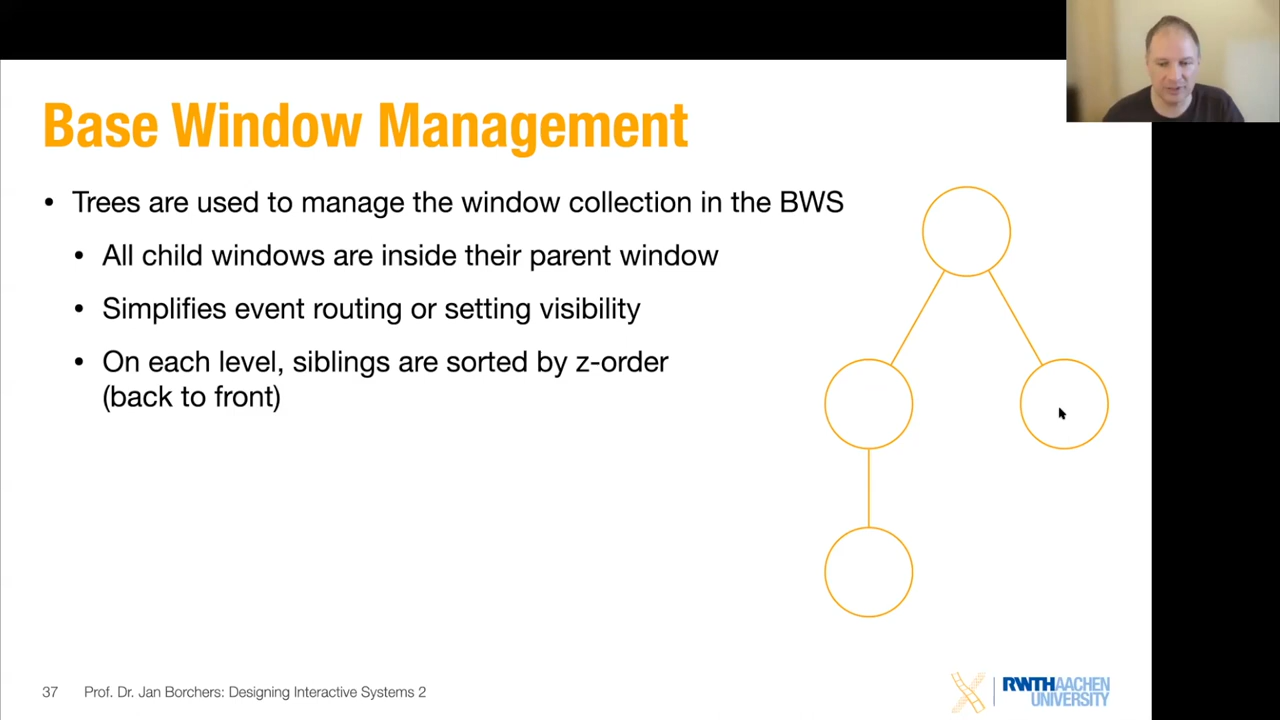 Base Window Management
• Trees are used to manage the window collection in the BWS
• All child windows are inside their parent window
• Simplifies event routing or setting visibility
• On each level, siblings are sorted by z-order
(back to front)
37 Prof. Dr. Jan Borchers: Designing Interactive Systems 2
RWTHAACHEN
UNIVERSITY